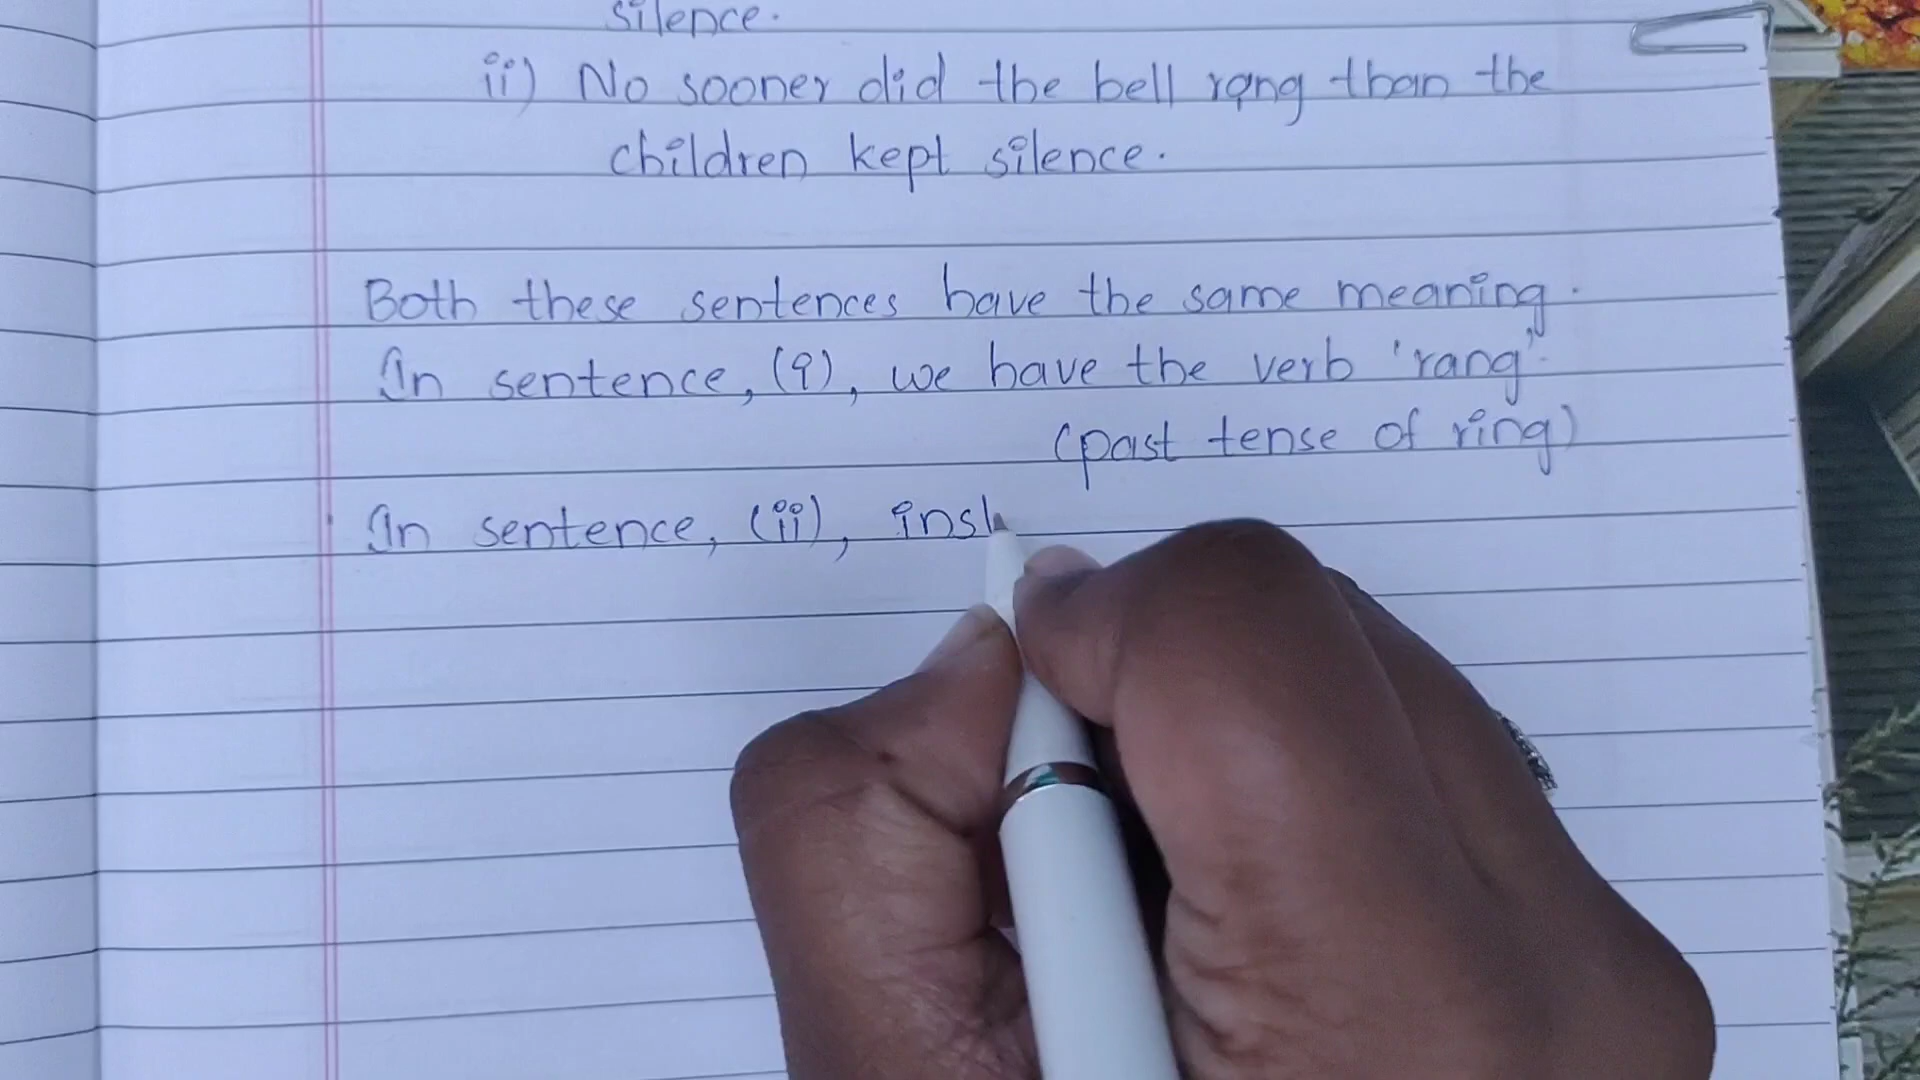 silence.
ii) No sooner did the bell rang than the
children kept silence.
Both these sentences have the same meaning.
In sentence, (i), we have the verb 'rang'.
(past tense of ring)
In sentence, (ii),